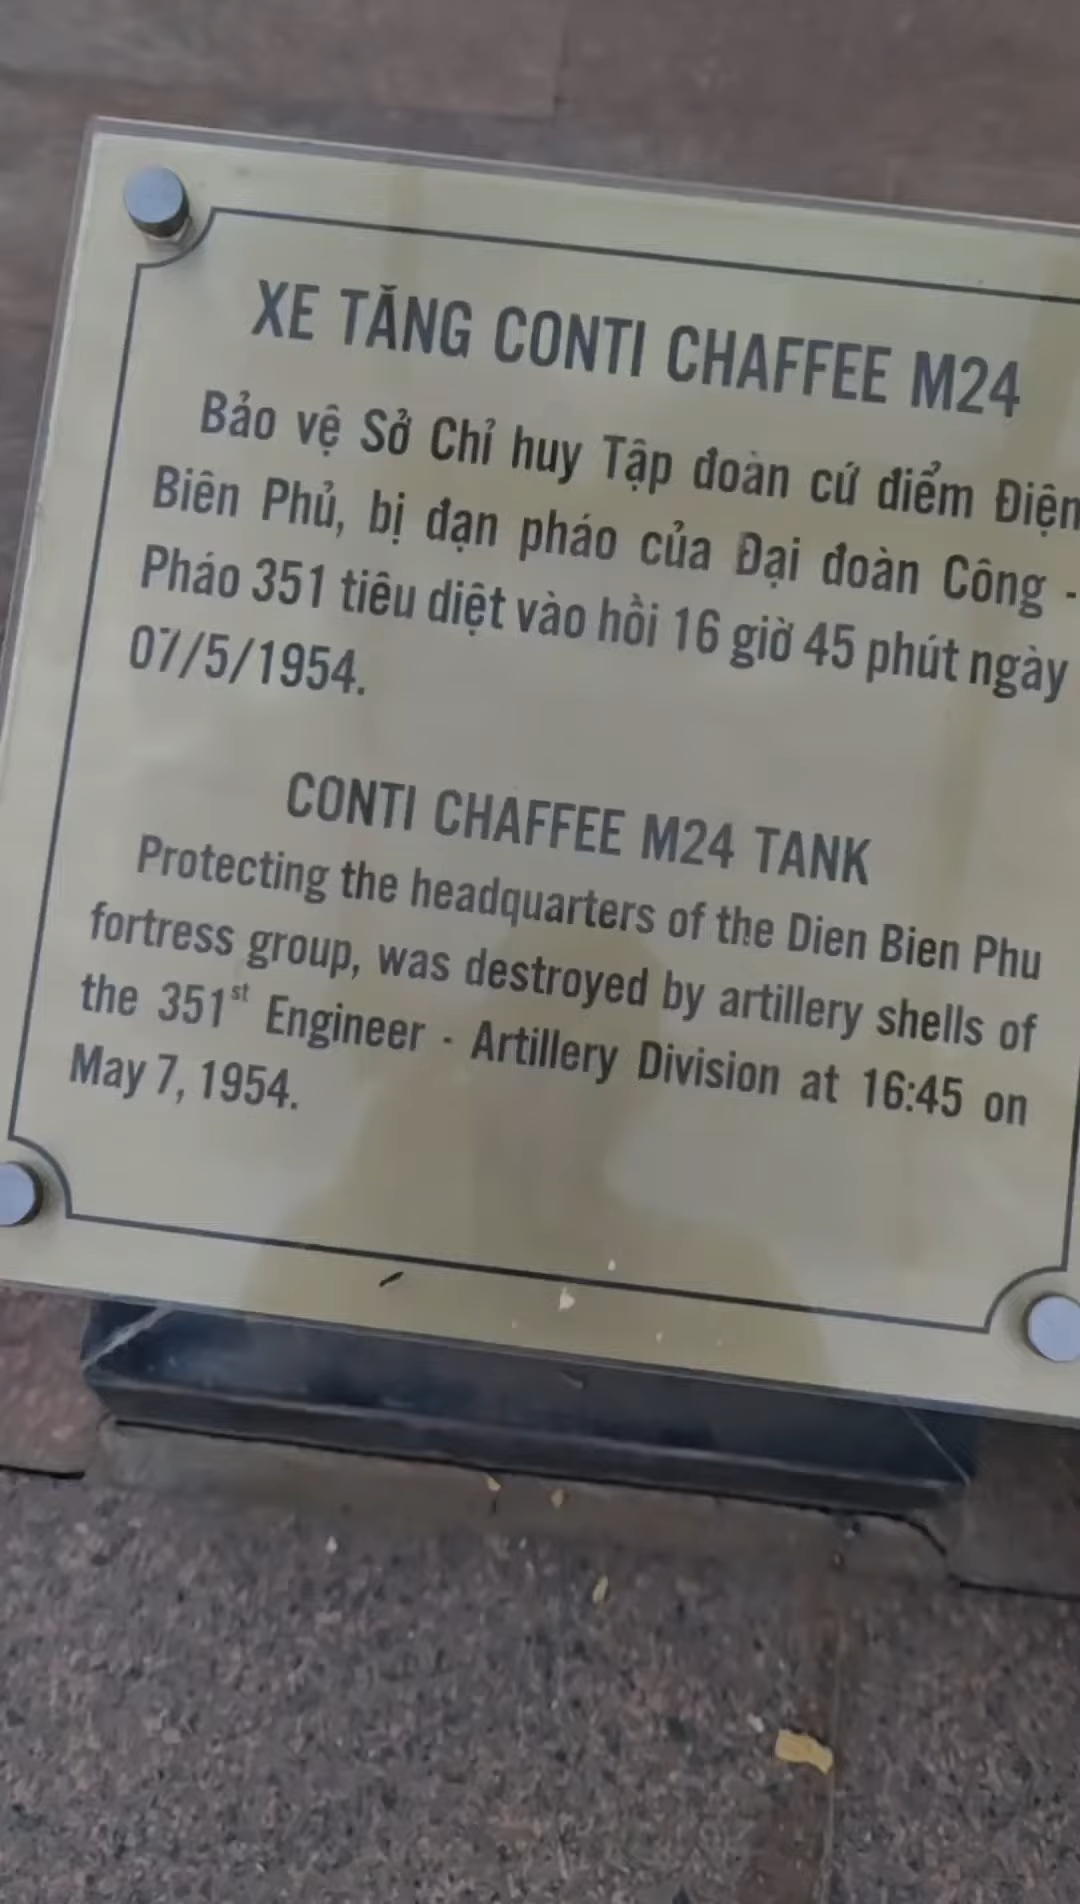 XE TĂNG CONTI CHAFFEE M24
Bảo vệ Sở Chỉ huy Tập đoàn cứ điểm Điện
Biên Phủ, bị đạn pháo của Đại đoàn Công -
Pháo 351 tiêu diệt vào hồi 16 giờ 45 phút ngày
07/5/1954.
CONTI CHAFFEE M24 TANK
Protecting the headquarters of the Dien Bien Phu
fortress group, was destroyed by artillery shells of
the 351st Engineer - Artillery Division at 16:45 on
May 7, 1954.